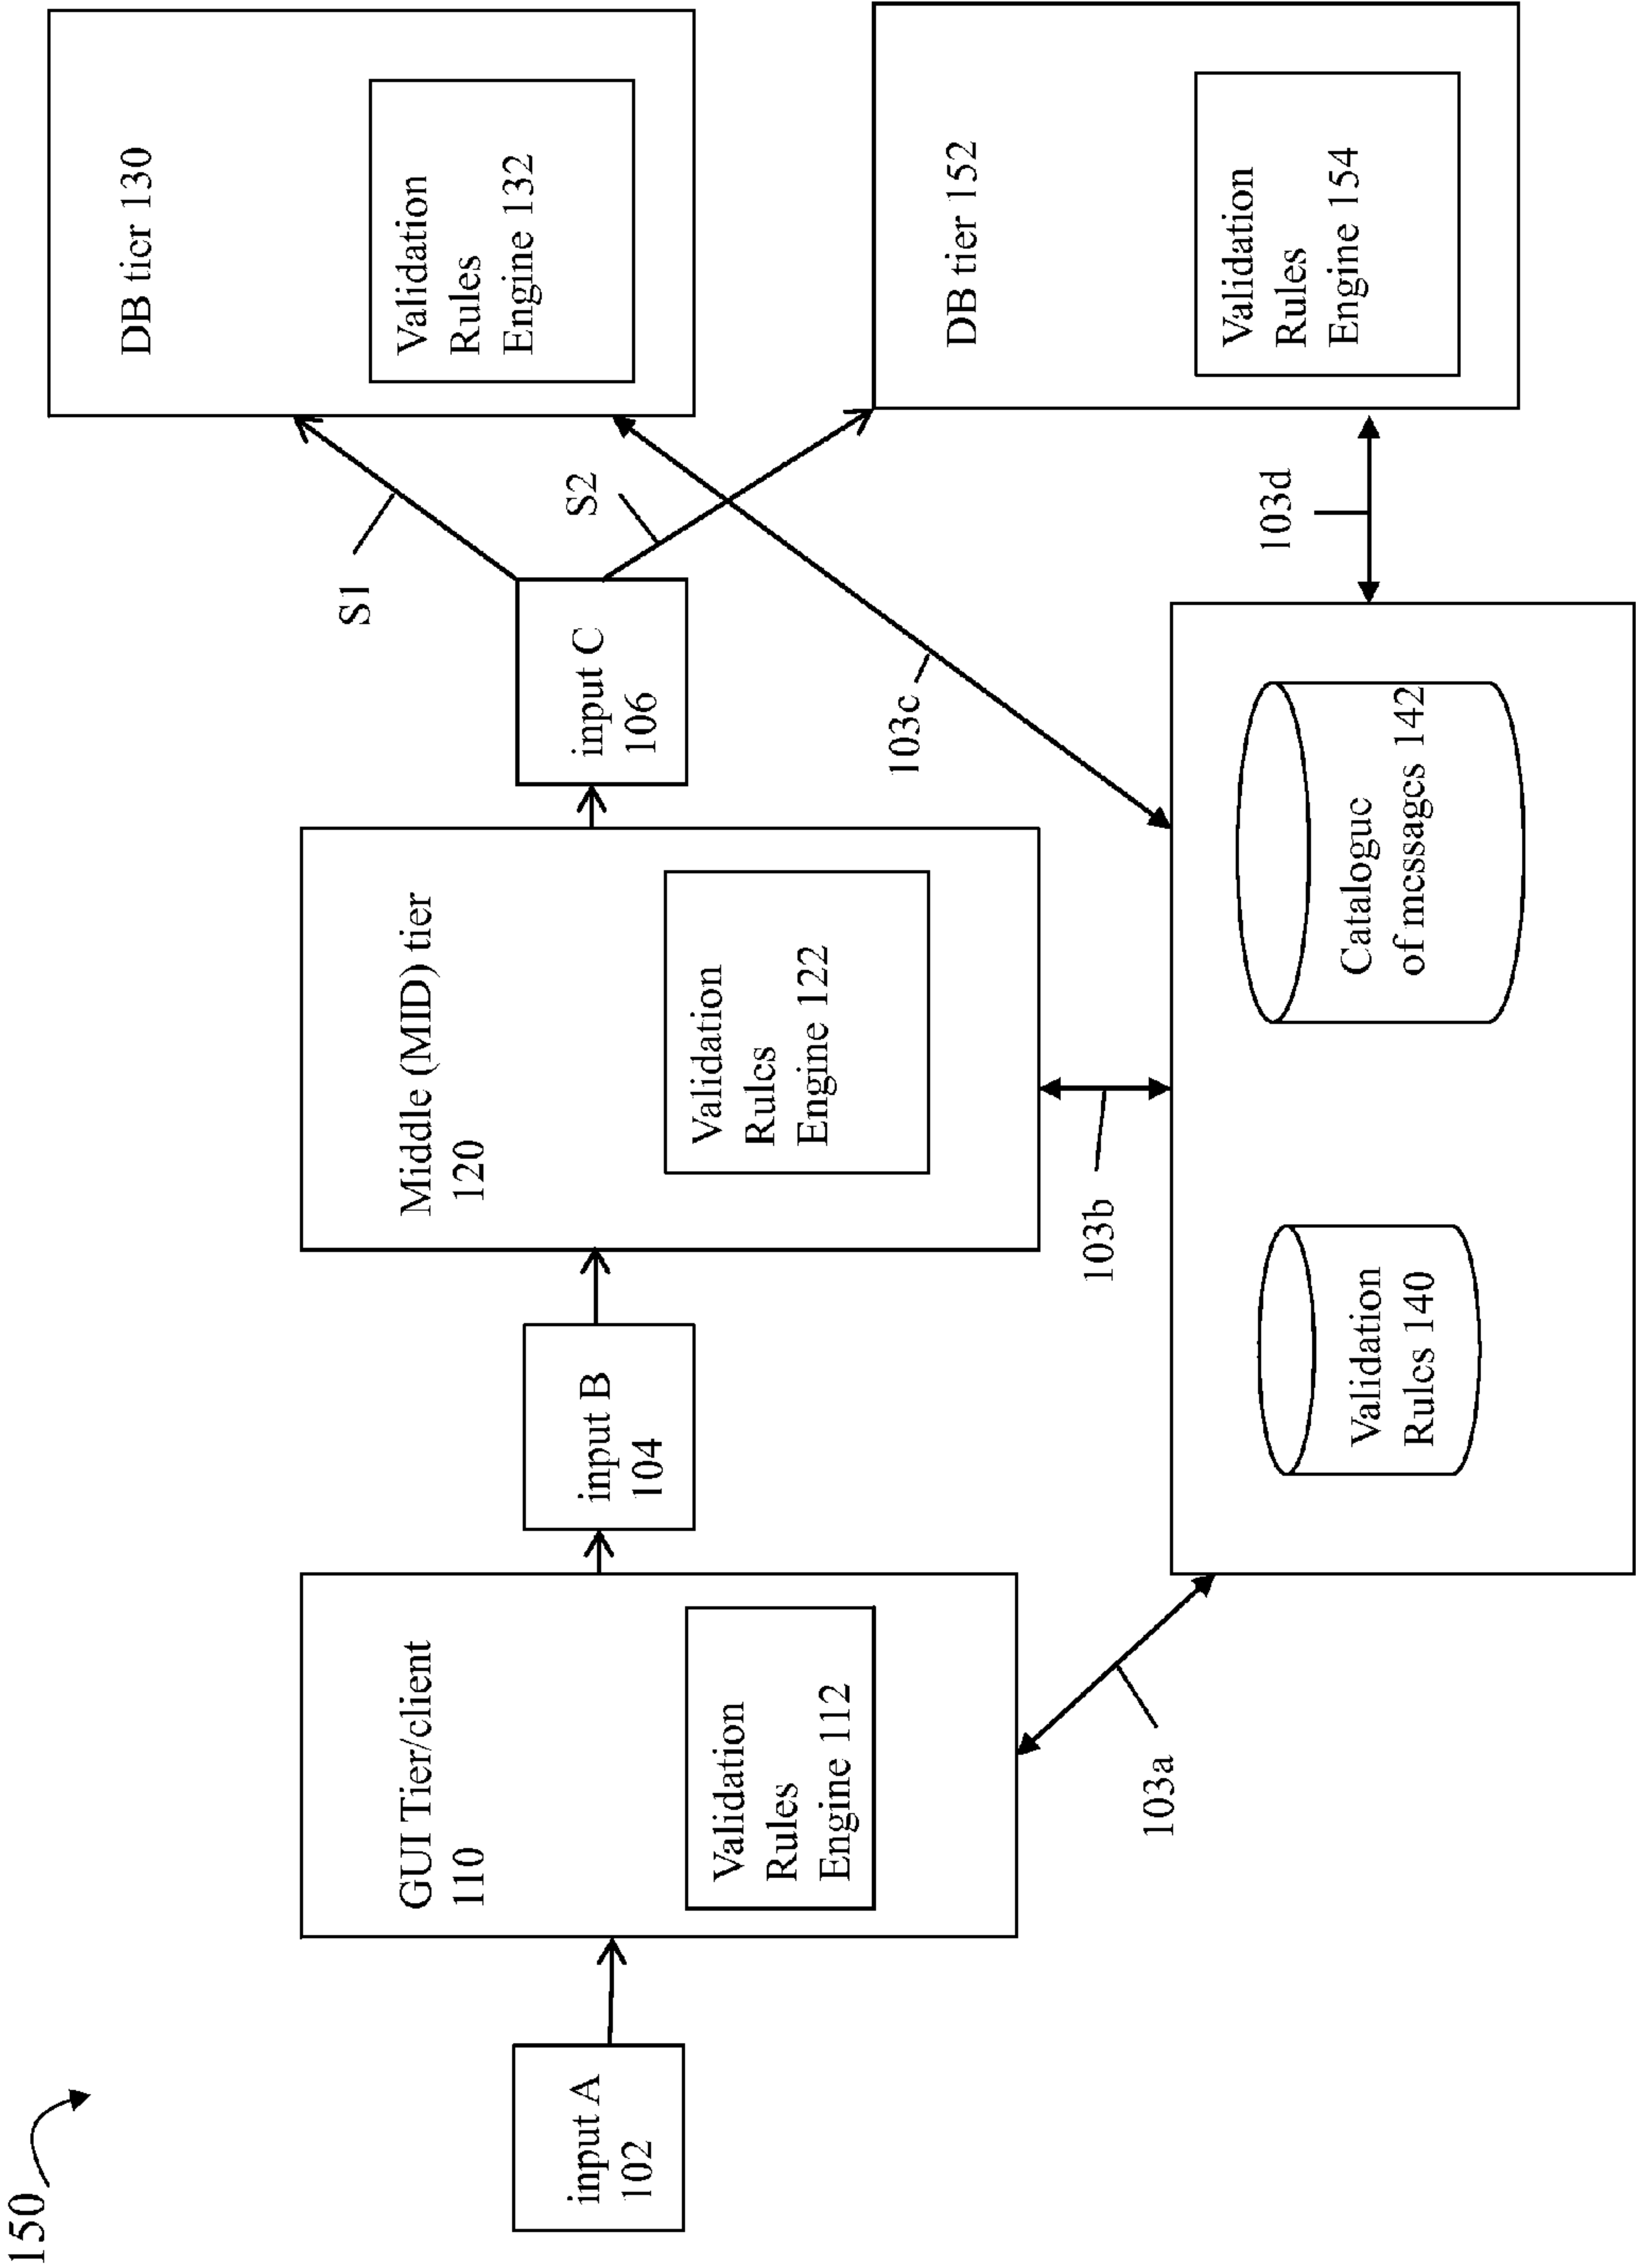 150
input A
102
GUI Tier/client
110
Validation
Rules
Engine 112
input B
104
Middle (MID) tier
120
Validation
Rules
Engine 122
input C
106
S1
S2
DB tier 130
Validation
Rules
Engine 132
DB tier 152
Validation
Rules
Engine 154
103a
103b
103c
103d
Validation
Rules 140
Catalogue
of messages 142